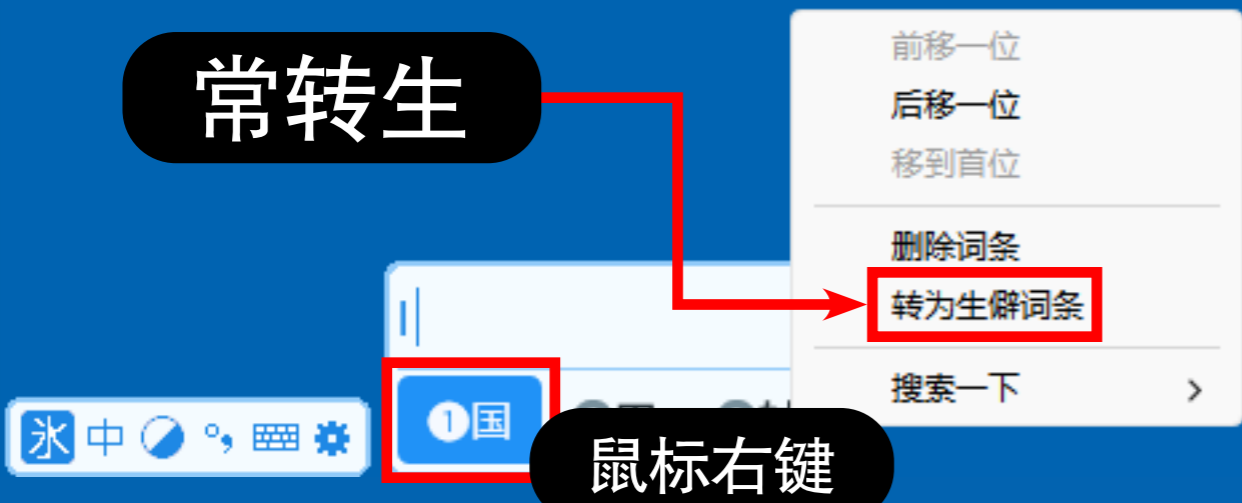 常转生
前移一位
后移一位
移到首位
删除词条
转为生僻词条
搜索一下
l
①国
鼠标右键
氷中